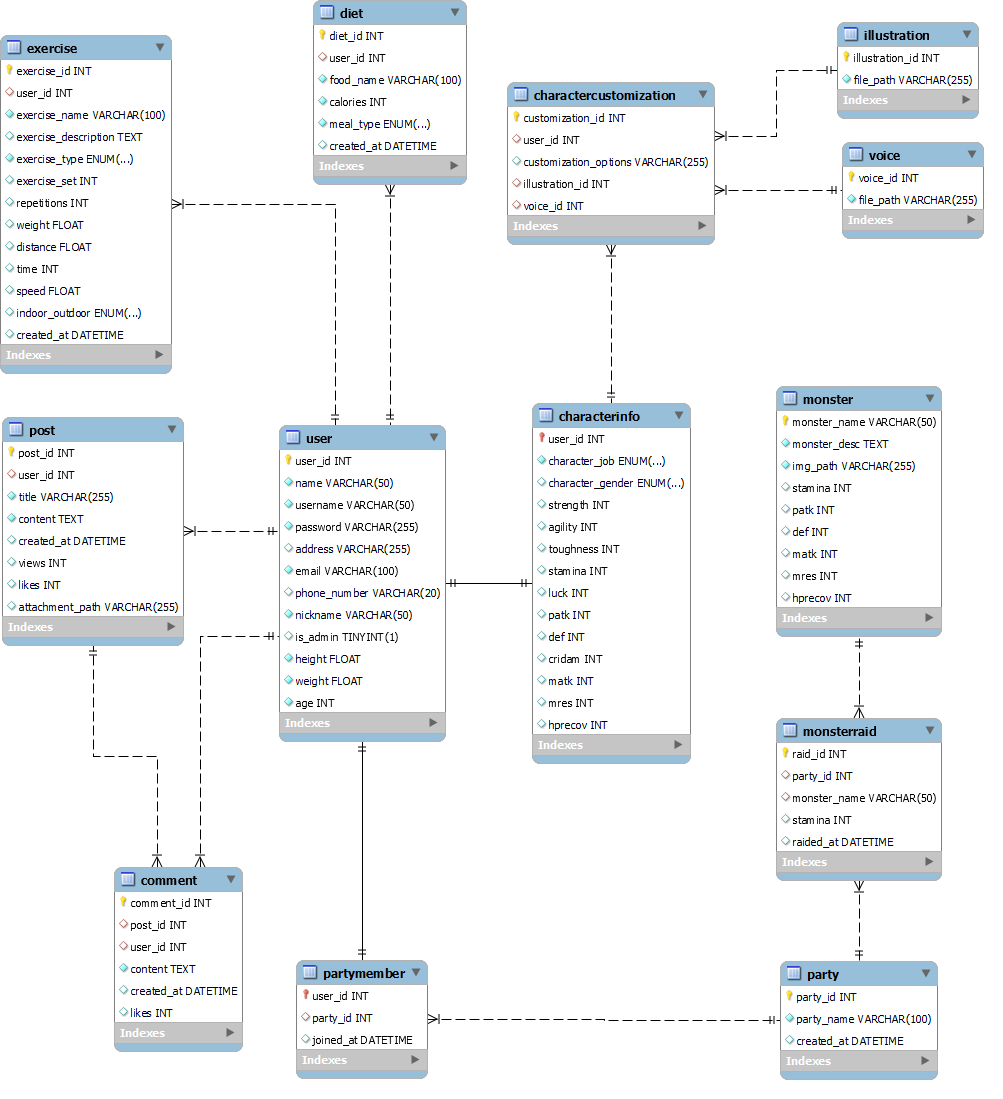 diet
diet_id INT
user_id INT
food_name VARCHAR(100)
calories INT
meal_type ENUM(...)
created_at DATETIME
Indexes
exercise
exercise_id INT
user_id INT
exercise_name VARCHAR(100)
exercise_description TEXT
exercise_type ENUM(...)
exercise_set INT
repetitions INT
weight FLOAT
distance FLOAT
time INT
speed FLOAT
indoor_outdoor ENUM(...)
created_at DATETIME
Indexes
charactercustomization
customization_id INT
user_id INT
customization_options VARCHAR(255)
illustration_id INT
voice_id INT
Indexes
illustration
illustration_id INT
file_path VARCHAR(255)
Indexes
voice
voice_id INT
file_path VARCHAR(255)
Indexes
post
post_id INT
user_id INT
title VARCHAR(255)
content TEXT
created_at DATETIME
views INT
likes INT
attachment_path VARCHAR(255)
Indexes
user
user_id INT
name VARCHAR(50)
username VARCHAR(50)
password VARCHAR(255)
address VARCHAR(255)
email VARCHAR(100)
phone_number VARCHAR(20)
nickname VARCHAR(50)
is_admin TINYINT(1)
height FLOAT
weight FLOAT
age INT
Indexes
characterinfo
user_id INT
character_job ENUM(...)
character_gender ENUM(...)
strength INT
agility INT
toughness INT
stamina INT
luck INT
patk INT
def INT
cridam INT
matk INT
mres INT
hprecov INT
Indexes
monster
monster_name VARCHAR(50)
monster_desc TEXT
img_path VARCHAR(255)
stamina INT
patk INT
def INT
matk INT
mres INT
hprecov INT
Indexes
monsterraid
raid_id INT
party_id INT
monster_name VARCHAR(50)
stamina INT
raided_at DATETIME
Indexes
comment
comment_id INT
post_id INT
user_id INT
content TEXT
created_at DATETIME
likes INT
Indexes
partymember
user_id INT
party_id INT
joined_at DATETIME
Indexes
party
party_id INT
party_name VARCHAR(100)
created_at DATETIME
Indexes